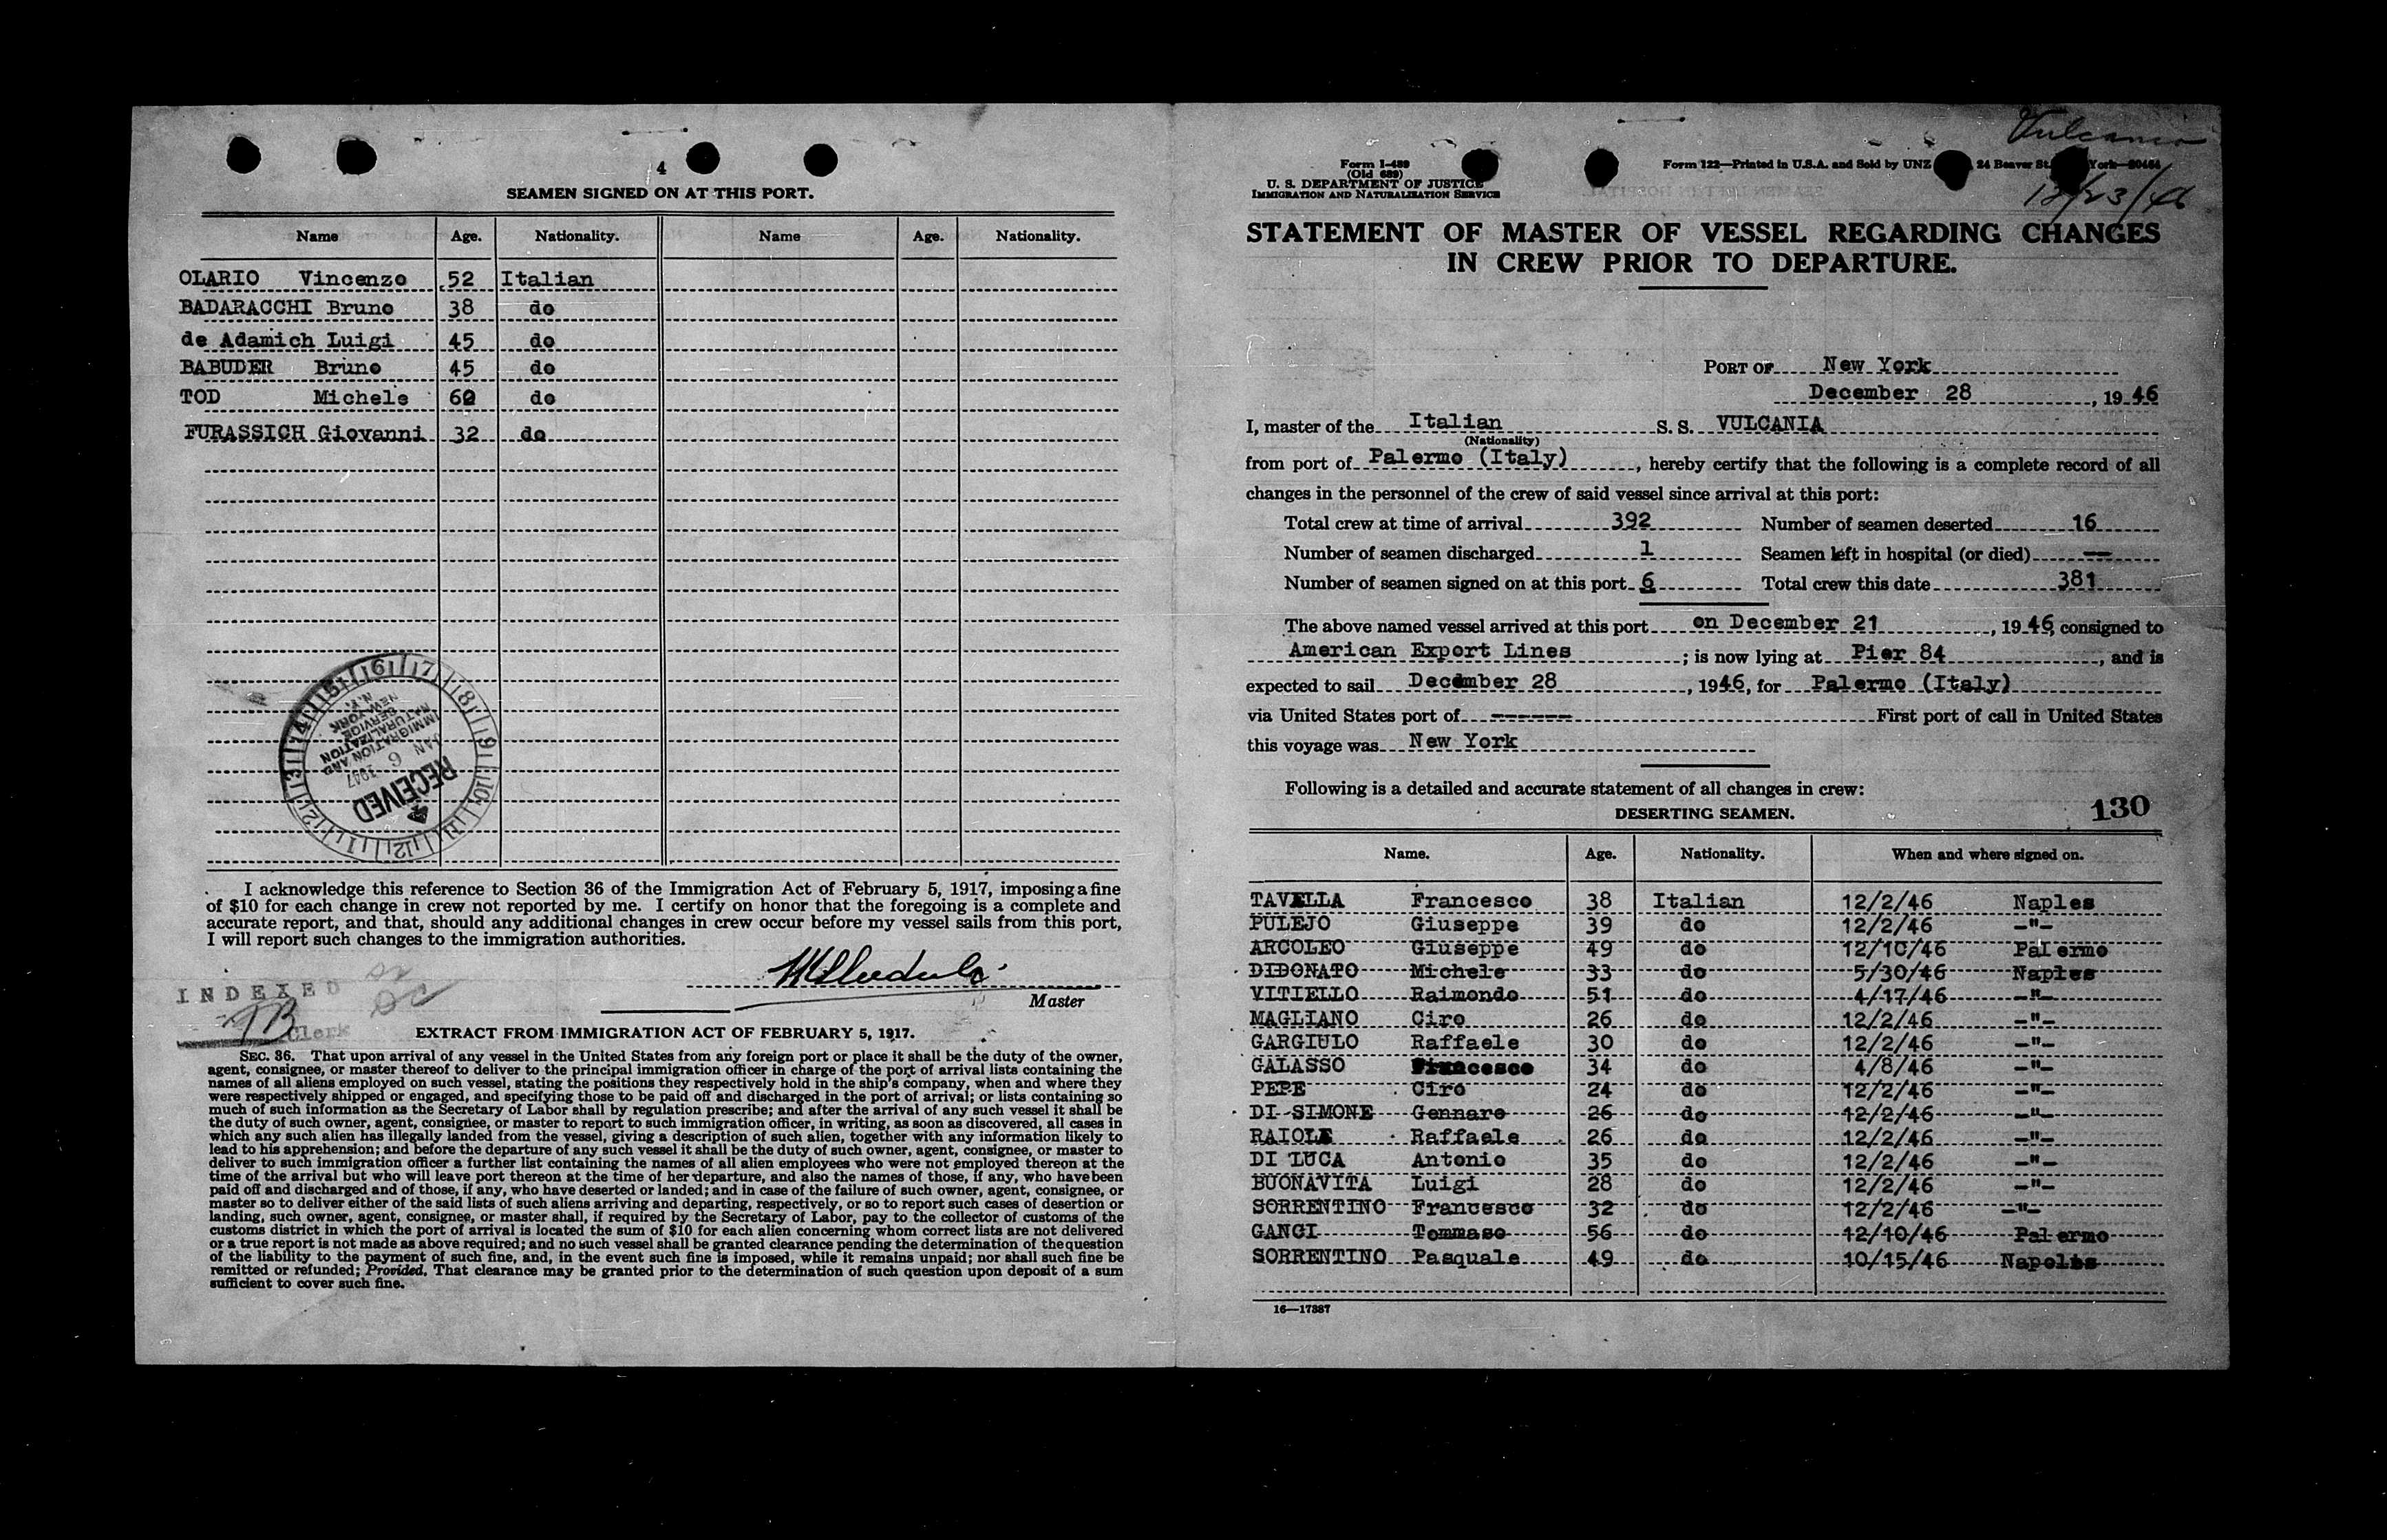 4
SEAMEN SIGNED ON AT THIS PORT.
Name Age. Nationality. Name Age. Nationality.
OLARIO Vincenzo 52 Italian
BADARACCHI Bruno 38 do
de Adamich Luigi 45 do
BABUDER Bruno 45 do
TOD Michele 60 do
FURASSICH Giovanni 32 do
RECEIVED
JAN 6 1947
IMMIGRATION AND
NATURALIZATION
SERVICE
NEW YORK
N. Y.
I acknowledge this reference to Section 36 of the Immigration Act of February 5, 1917, imposing a fine
of $10 for each change in crew not reported by me. I certify on honor that the foregoing is a complete and
accurate report, and that, should any additional changes in crew occur before my vessel sails from this port,
I will report such changes to the immigration authorities.
INDEXED
Clerk
Master
EXTRACT FROM IMMIGRATION ACT OF FEBRUARY 5, 1917.
SEC. 36. That upon arrival of any vessel in the United States from any foreign port or place it shall be the duty of the owner,
agent, consignee, or master thereof to deliver to the principal immigration officer in charge of the port of arrival lists containing the
names of all aliens employed on such vessel, stating the positions they respectively hold in the ship's company, when and where they
were respectively shipped or engaged, and specifying those to be paid off and discharged in the port of arrival; or lists containing so
much of such information as the Secretary of Labor shall by regulation prescribe; and after the arrival of any such vessel it shall be
the duty of such owner, agent, consignee, or master to report to such immigration officer, in writing, as soon as discovered, all cases in
which any such alien has illegally landed from the vessel, giving a description of such alien, together with any information likely to
lead to his apprehension; and before the departure of any such vessel it shall be the duty of such owner, agent, consignee, or master to
deliver to such immigration officer a further list containing the names of all alien employees who were not employed thereon at the
time of the arrival but who will leave port thereon at the time of her departure, and also the names of those, if any, who have been
paid off and discharged and of those, if any, who have deserted or landed; and in case of the failure of such owner, agent, consignee, or
master so to deliver either of the said lists of such aliens arriving and departing, respectively, or so to report such cases of desertion or
landing, such owner, agent, consignee, or master shall, if required by the Secretary of Labor, pay to the collector of customs of the
customs district in which the port of arrival is located the sum of $10 for each alien concerning whom correct lists are not delivered
or a true report is not made as above required; and no such vessel shall be granted clearance pending the determination of the question
of the liability to the payment of such fine, and, in the event such fine is imposed, while it remains unpaid; nor shall such fine be
remitted or refunded; Provided, That clearance may be granted prior to the determination of such question upon deposit of a sum
sufficient to cover such fine.
Vulcania
12/23/46
Form I-489
(Old 689)
U. S. DEPARTMENT OF JUSTICE
IMMIGRATION AND NATURALIZATION SERVICE
Form 122—Printed in U.S.A. and Sold by UNZ 24 Beaver St. York
STATEMENT OF MASTER OF VESSEL REGARDING CHANGES
IN CREW PRIOR TO DEPARTURE.
PORT OF New York
December 28, 1946
I, master of the Italian S. S. VULCANIA
(Nationality)
from port of Palermo (Italy), hereby certify that the following is a complete record of all
changes in the personnel of the crew of said vessel since arrival at this port:
Total crew at time of arrival 392 Number of seamen deserted 16
Number of seamen discharged 1 Seamen left in hospital (or died) —
Number of seamen signed on at this port 6 Total crew this date 381
The above named vessel arrived at this port on December 21, 1946, consigned to
American Export Lines; is now lying at Pier 84, and is
expected to sail December 28, 1946, for Palermo (Italy)
via United States port of ------ First port of call in United States
this voyage was New York
Following is a detailed and accurate statement of all changes in crew:
DESERTING SEAMEN.
130
Name. Age. Nationality. When and where signed on.
TAVELLA Francesco 38 Italian 12/2/46 Naples
PULEJO Giuseppe 39 do 12/2/46 -"-
ARCOLEO Giuseppe 49 do 12/10/46 Palermo
DIDONATO Michele 33 do 5/30/46 Naples
VITIELLO Raimondo 51 do 4/17/46 -"-
MAGLIANO Ciro 26 do 12/2/46 -"-
GARGIULO Raffaele 30 do 12/2/46 -"-
GALASSO Francesco 34 do 4/8/46 -"-
PEPE Ciro 24 do 12/2/46 -"-
DI SIMONE Gennaro 26 do 12/2/46 -"-
RAIOLE Raffaele 26 do 12/2/46 -"-
DI LUCA Antonio 35 do 12/2/46 -"-
BUONAVITA Luigi 28 do 12/2/46 -"-
SORRENTINO Francesco 32 do 12/2/46 -"-
GANGI Tommaso 56 do 12/10/46 Palermo
SORRENTINO Pasquale 49 do 10/15/46 Napoles
16—17387